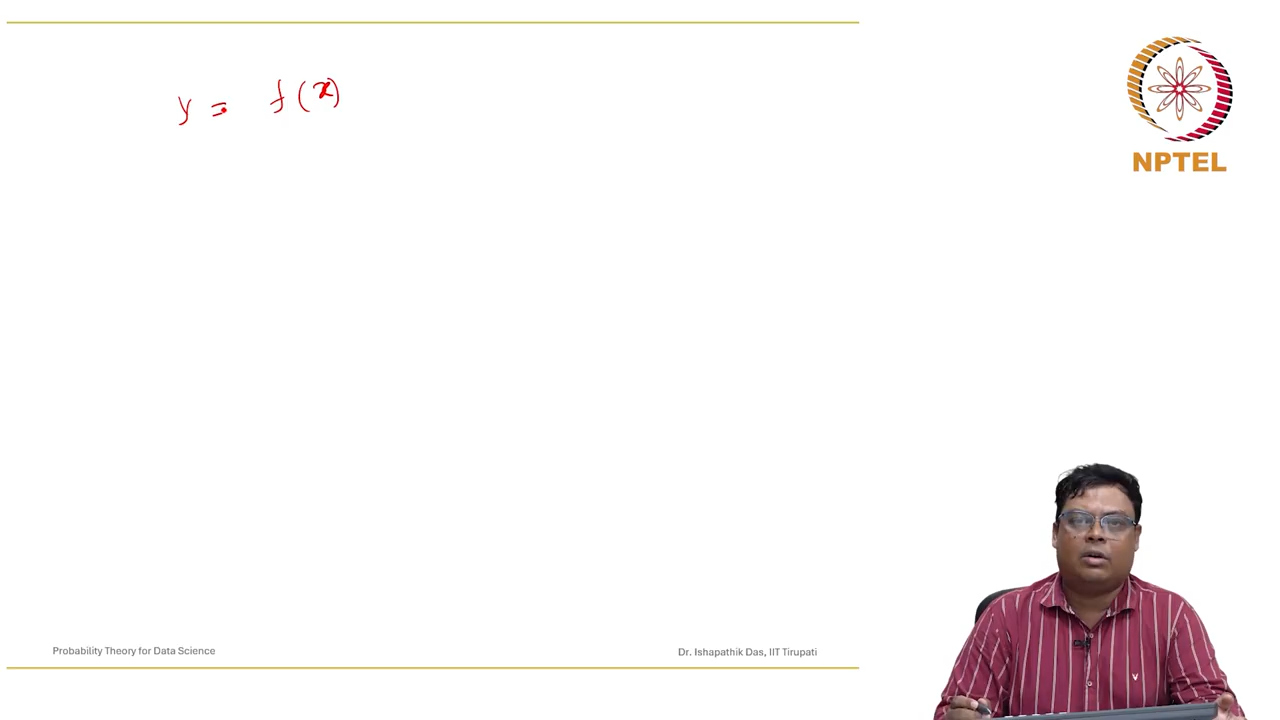 y = f(x)
NPTEL
Probability Theory for Data Science
Dr. Ishapathik Das, IIT Tirupati